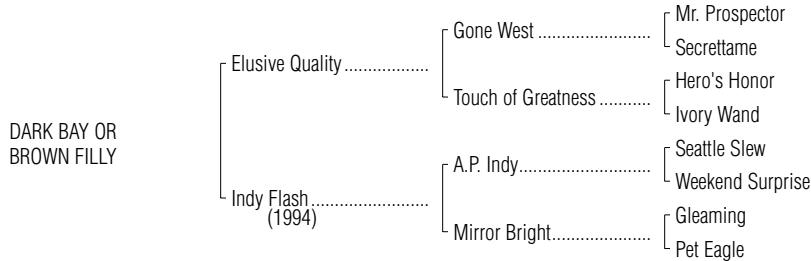 Mr. Prospector
Gone West ........................
Secrettame
Elusive Quality ..................
Hero's Honor
Touch of Greatness ...........
Ivory Wand
DARK BAY OR
BROWN FILLY
Seattle Slew
A.P. Indy............................
Weekend Surprise
Indy Flash.........................
(1994)
Gleaming
Mirror Bright.....................
Pet Eagle